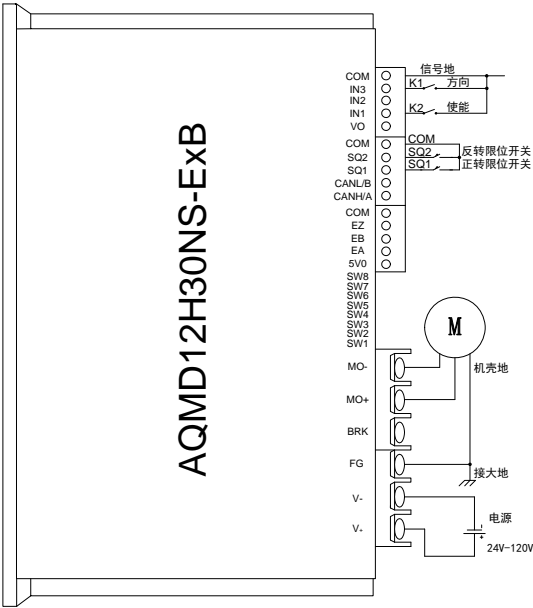 AQMD12H30NS-ExB
COM
信号地
IN3
K1
方向
IN2
IN1
K2
使能
VO
COM
COM
SQ2
SQ2
反转限位开关
SQ1
SQ1
正转限位开关
CANL/B
CANH/A
COM
EZ
EB
EA
5V0
SW8
SW7
SW6
SW5
SW4
SW3
SW2
SW1
M
MO-
机壳地
MO+
BRK
FG
接大地
V-
电源
V+
24V-120V